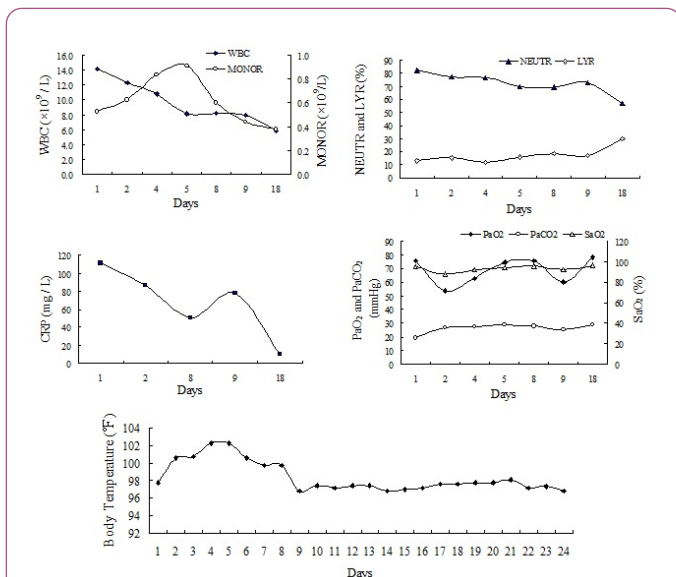 WBC
MONOR
WBC (×10⁹ / L)
16.0
14.0
12.0
10.0
8.0
6.0
4.0
2.0
0.0
1.0
0.8
0.6
0.4
0.2
0.0
MONOR (×10⁹/L)
1 2 4 5 8 9 18
Days
NEUTR LYR
NEUTR and LYR (%)
90
80
70
60
50
40
30
20
10
0
1 2 4 5 8 9 18
Days
CRP (mg / L)
120
100
80
60
40
20
0
1 2 8 9 18
Days
PaO2 PaCO2 SaO2
PaO₂ and PaCO₂
(mmHg)
90
80
70
60
50
40
30
20
10
0
120
100
80
60
40
20
0
SaO₂ (%)
1 2 4 5 8 9 18
Days
Body Temperature (°F)
104
102
100
98
96
94
92
1 2 3 4 5 6 7 8 9 10 11 12 13 14 15 16 17 18 19 20 21 22 23 24
Days